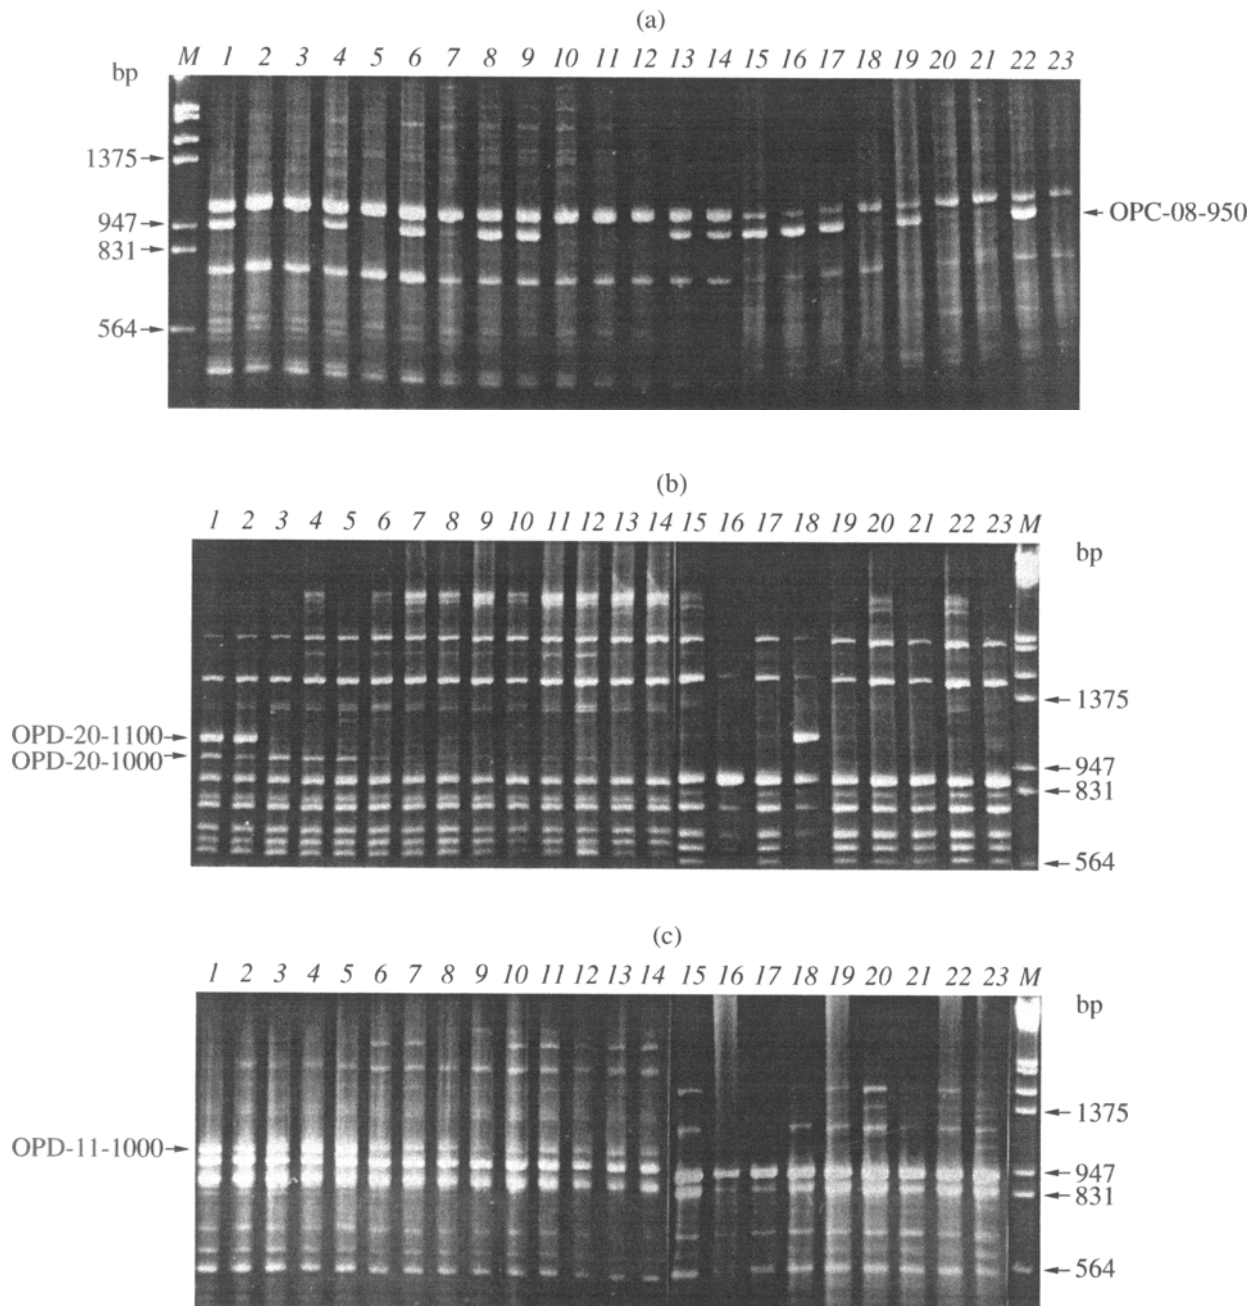 (a)
M 1 2 3 4 5 6 7 8 9 10 11 12 13 14 15 16 17 18 19 20 21 22 23
bp
1375
947
OPC-08-950
831
564
(b)
1 2 3 4 5 6 7 8 9 10 11 12 13 14 15 16 17 18 19 20 21 22 23 M
bp
1375
OPD-20-1100
OPD-20-1000
947
831
564
(c)
1 2 3 4 5 6 7 8 9 10 11 12 13 14 15 16 17 18 19 20 21 22 23 M
bp
1375
OPD-11-1000
947
831
564